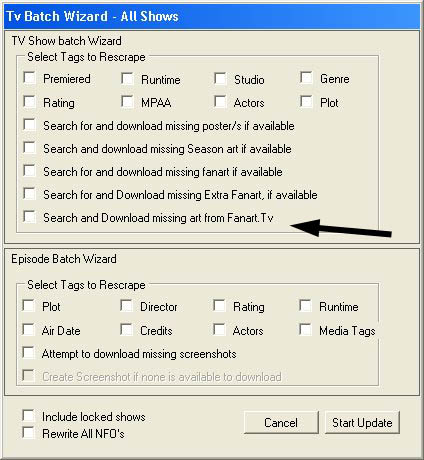 Tv Batch Wizard - All Shows
TV Show batch Wizard
Select Tags to Rescrape
Premiered Runtime Studio Genre
Rating MPAA Actors Plot
Search for and download missing poster/s if available
Search and download missing Season art if available
Search for and download missing fanart if available
Search for and Download missing Extra Fanart, if available
Search and Download missing art from Fanart.Tv
Episode Batch Wizard
Select Tags to Rescrape
Plot Director Rating Runtime
Air Date Credits Actors Media Tags
Attempt to download missing screenshots
Create Screenshot if none is available to download
Include locked shows
Rewrite All NFO's
Cancel Start Update